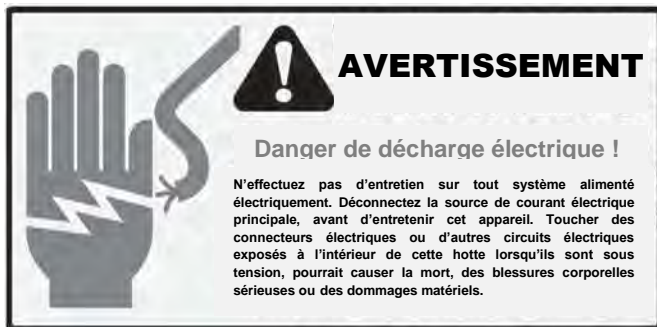 AVERTISSEMENT
Danger de décharge électrique !
N'effectuez pas d'entretien sur tout système alimenté
électriquement. Déconnectez la source de courant électrique
principale, avant d'entretenir cet appareil. Toucher des
connecteurs électriques ou d'autres circuits électriques
exposés à l'intérieur de cette hotte lorsqu'ils sont sous
tension, pourrait causer la mort, des blessures corporelles
sérieuses ou des dommages matériels.